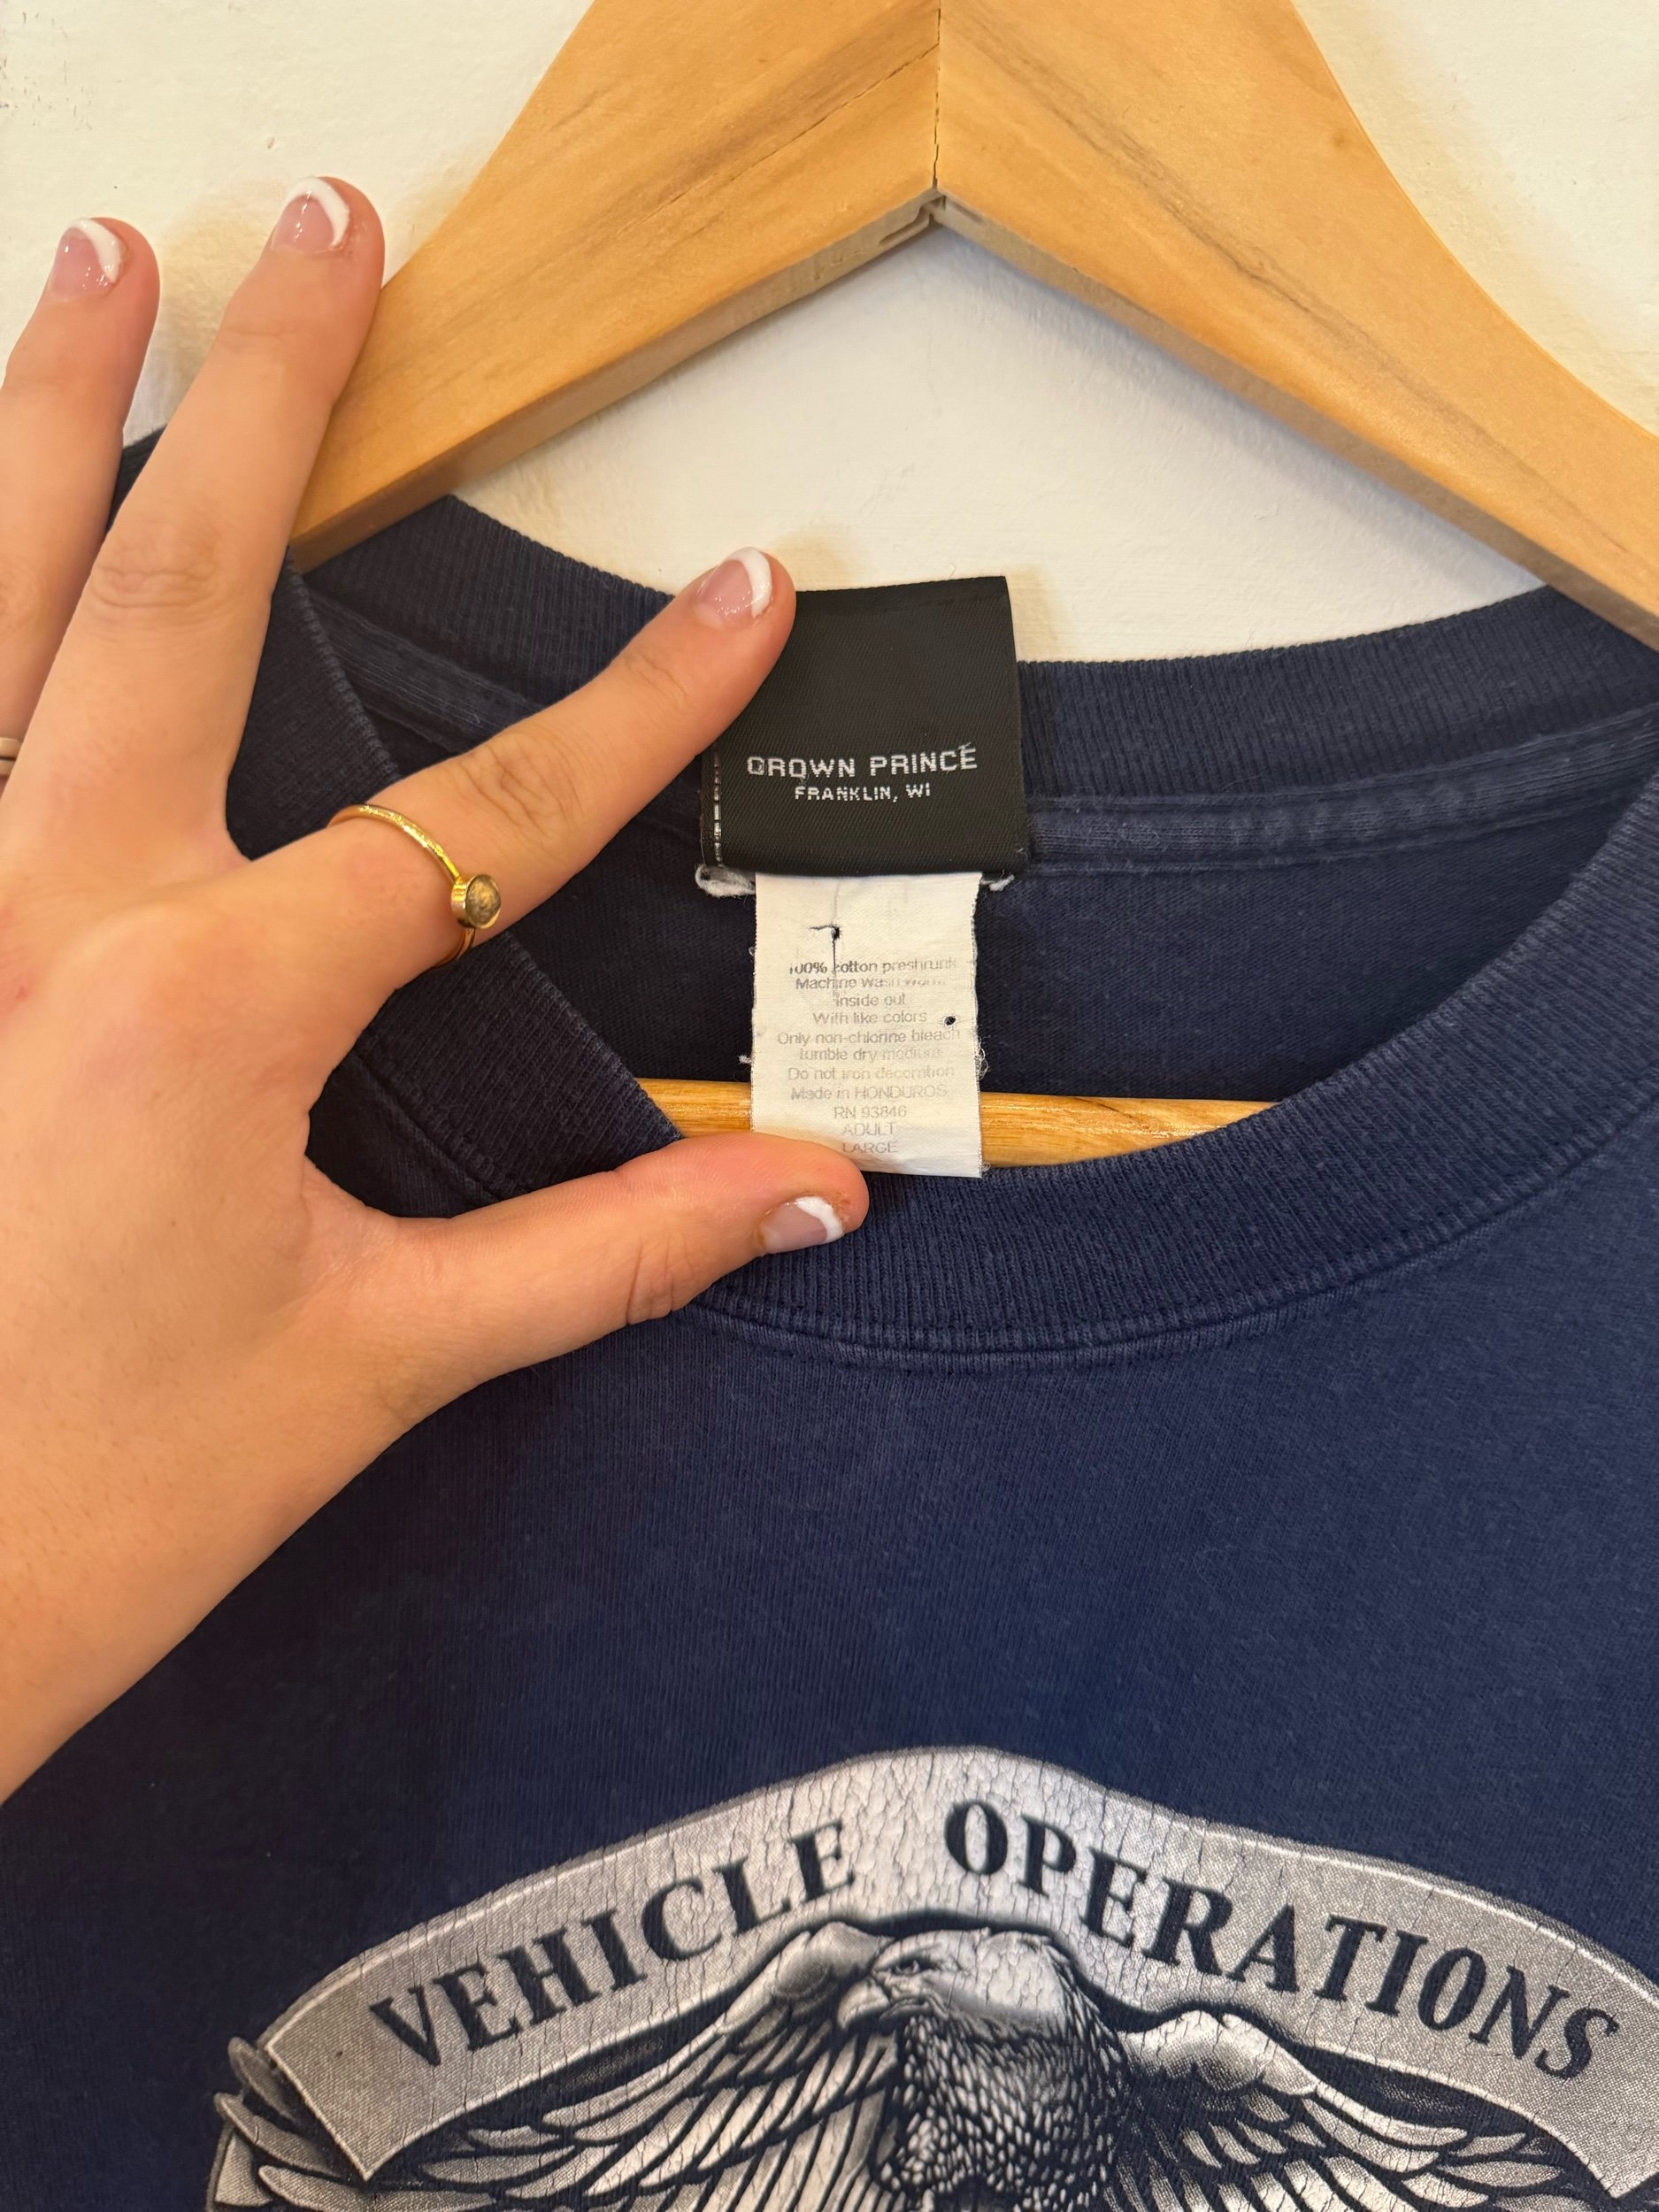 CROWN PRINCE
FRANKLIN, WI
100% cotton preshrunk
Machine wash warm
Inside out
With like colors
Only non-chlorine bleach
tumble dry medium
Do not iron decoration
Made in HONDUROS
RN 93846
ADULT
LARGE
VEHICLE OPERATIONS